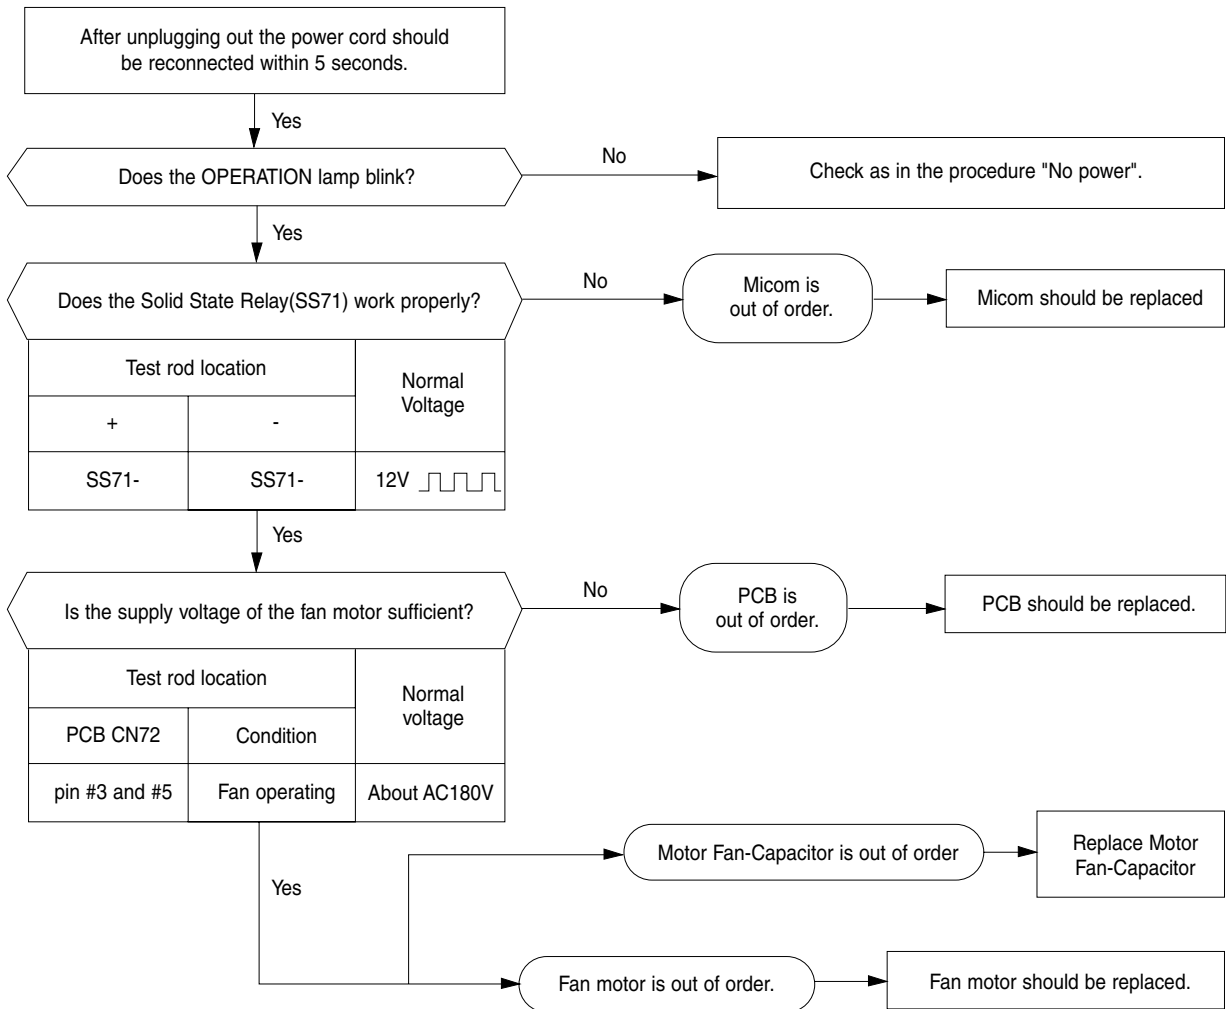 After unplugging out the power cord should
be reconnected within 5 seconds.
Yes
Does the OPERATION lamp blink?
No
Check as in the procedure "No power".
Yes
Does the Solid State Relay(SS71) work properly?
No
Micom is
out of order.
Micom should be replaced
Test rod location
Normal
Voltage
+
-
SS71-
SS71-
12V
Yes
Is the supply voltage of the fan motor sufficient?
No
PCB is
out of order.
PCB should be replaced.
Test rod location
Normal
voltage
PCB CN72
Condition
pin #3 and #5
Fan operating
About AC180V
Yes
Motor Fan-Capacitor is out of order
Replace Motor
Fan-Capacitor
Fan motor is out of order.
Fan motor should be replaced.